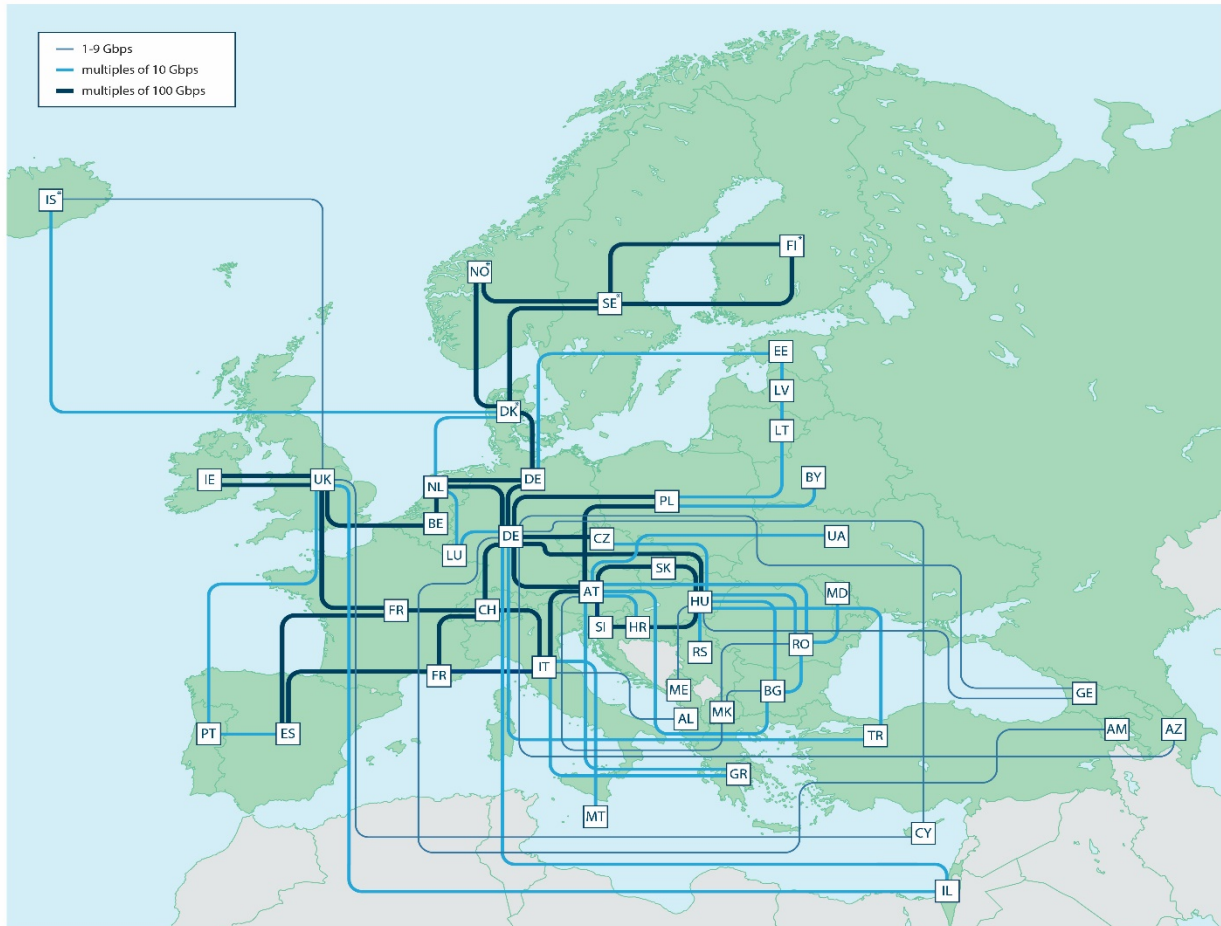 1-9 Gbps
multiples of 10 Gbps
multiples of 100 Gbps
IS*
FI*
NO*
SE*
EE
LV
DK*
LT
IE
UK
NL
DE
BY
PL
BE
DE
CZ
UA
LU
SK
AT
HU
MD
FR
CH
SI
HR
RO
RS
FR
IT
ME
BG
GE
AL
MK
PT
ES
TR
AM
AZ
GR
MT
CY
IL